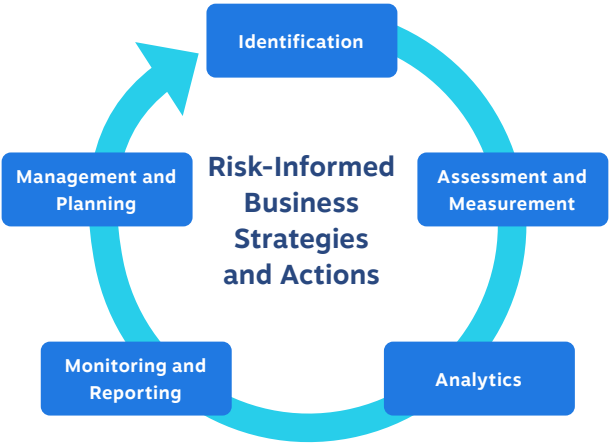 Identification
Risk-Informed
Business
Strategies
and Actions
Assessment and
Measurement
Analytics
Monitoring and
Reporting
Management and
Planning